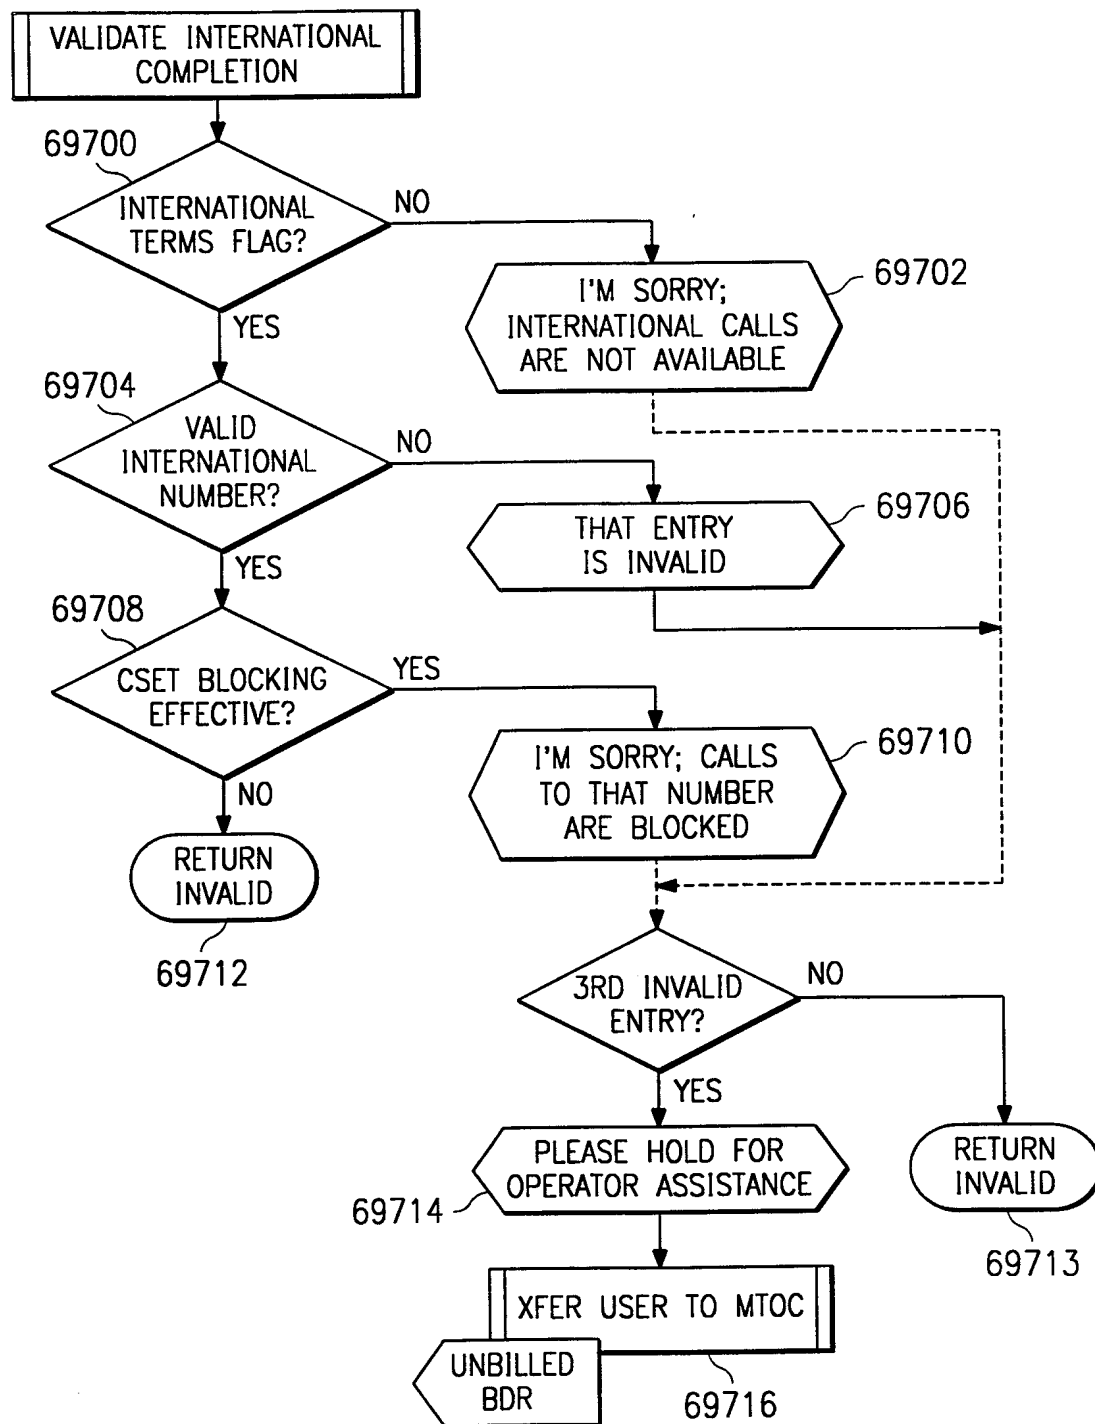 VALIDATE INTERNATIONAL
COMPLETION
69700
INTERNATIONAL
TERMS FLAG?
NO
YES
I'M SORRY;
INTERNATIONAL CALLS
ARE NOT AVAILABLE
69702
69704
VALID
INTERNATIONAL
NUMBER?
NO
YES
THAT ENTRY
IS INVALID
69706
69708
CSET BLOCKING
EFFECTIVE?
YES
NO
I'M SORRY; CALLS
TO THAT NUMBER
ARE BLOCKED
69710
RETURN
INVALID
69712
3RD INVALID
ENTRY?
NO
YES
PLEASE HOLD FOR
OPERATOR ASSISTANCE
69714
RETURN
INVALID
69713
XFER USER TO MTOC
UNBILLED
BDR
69716